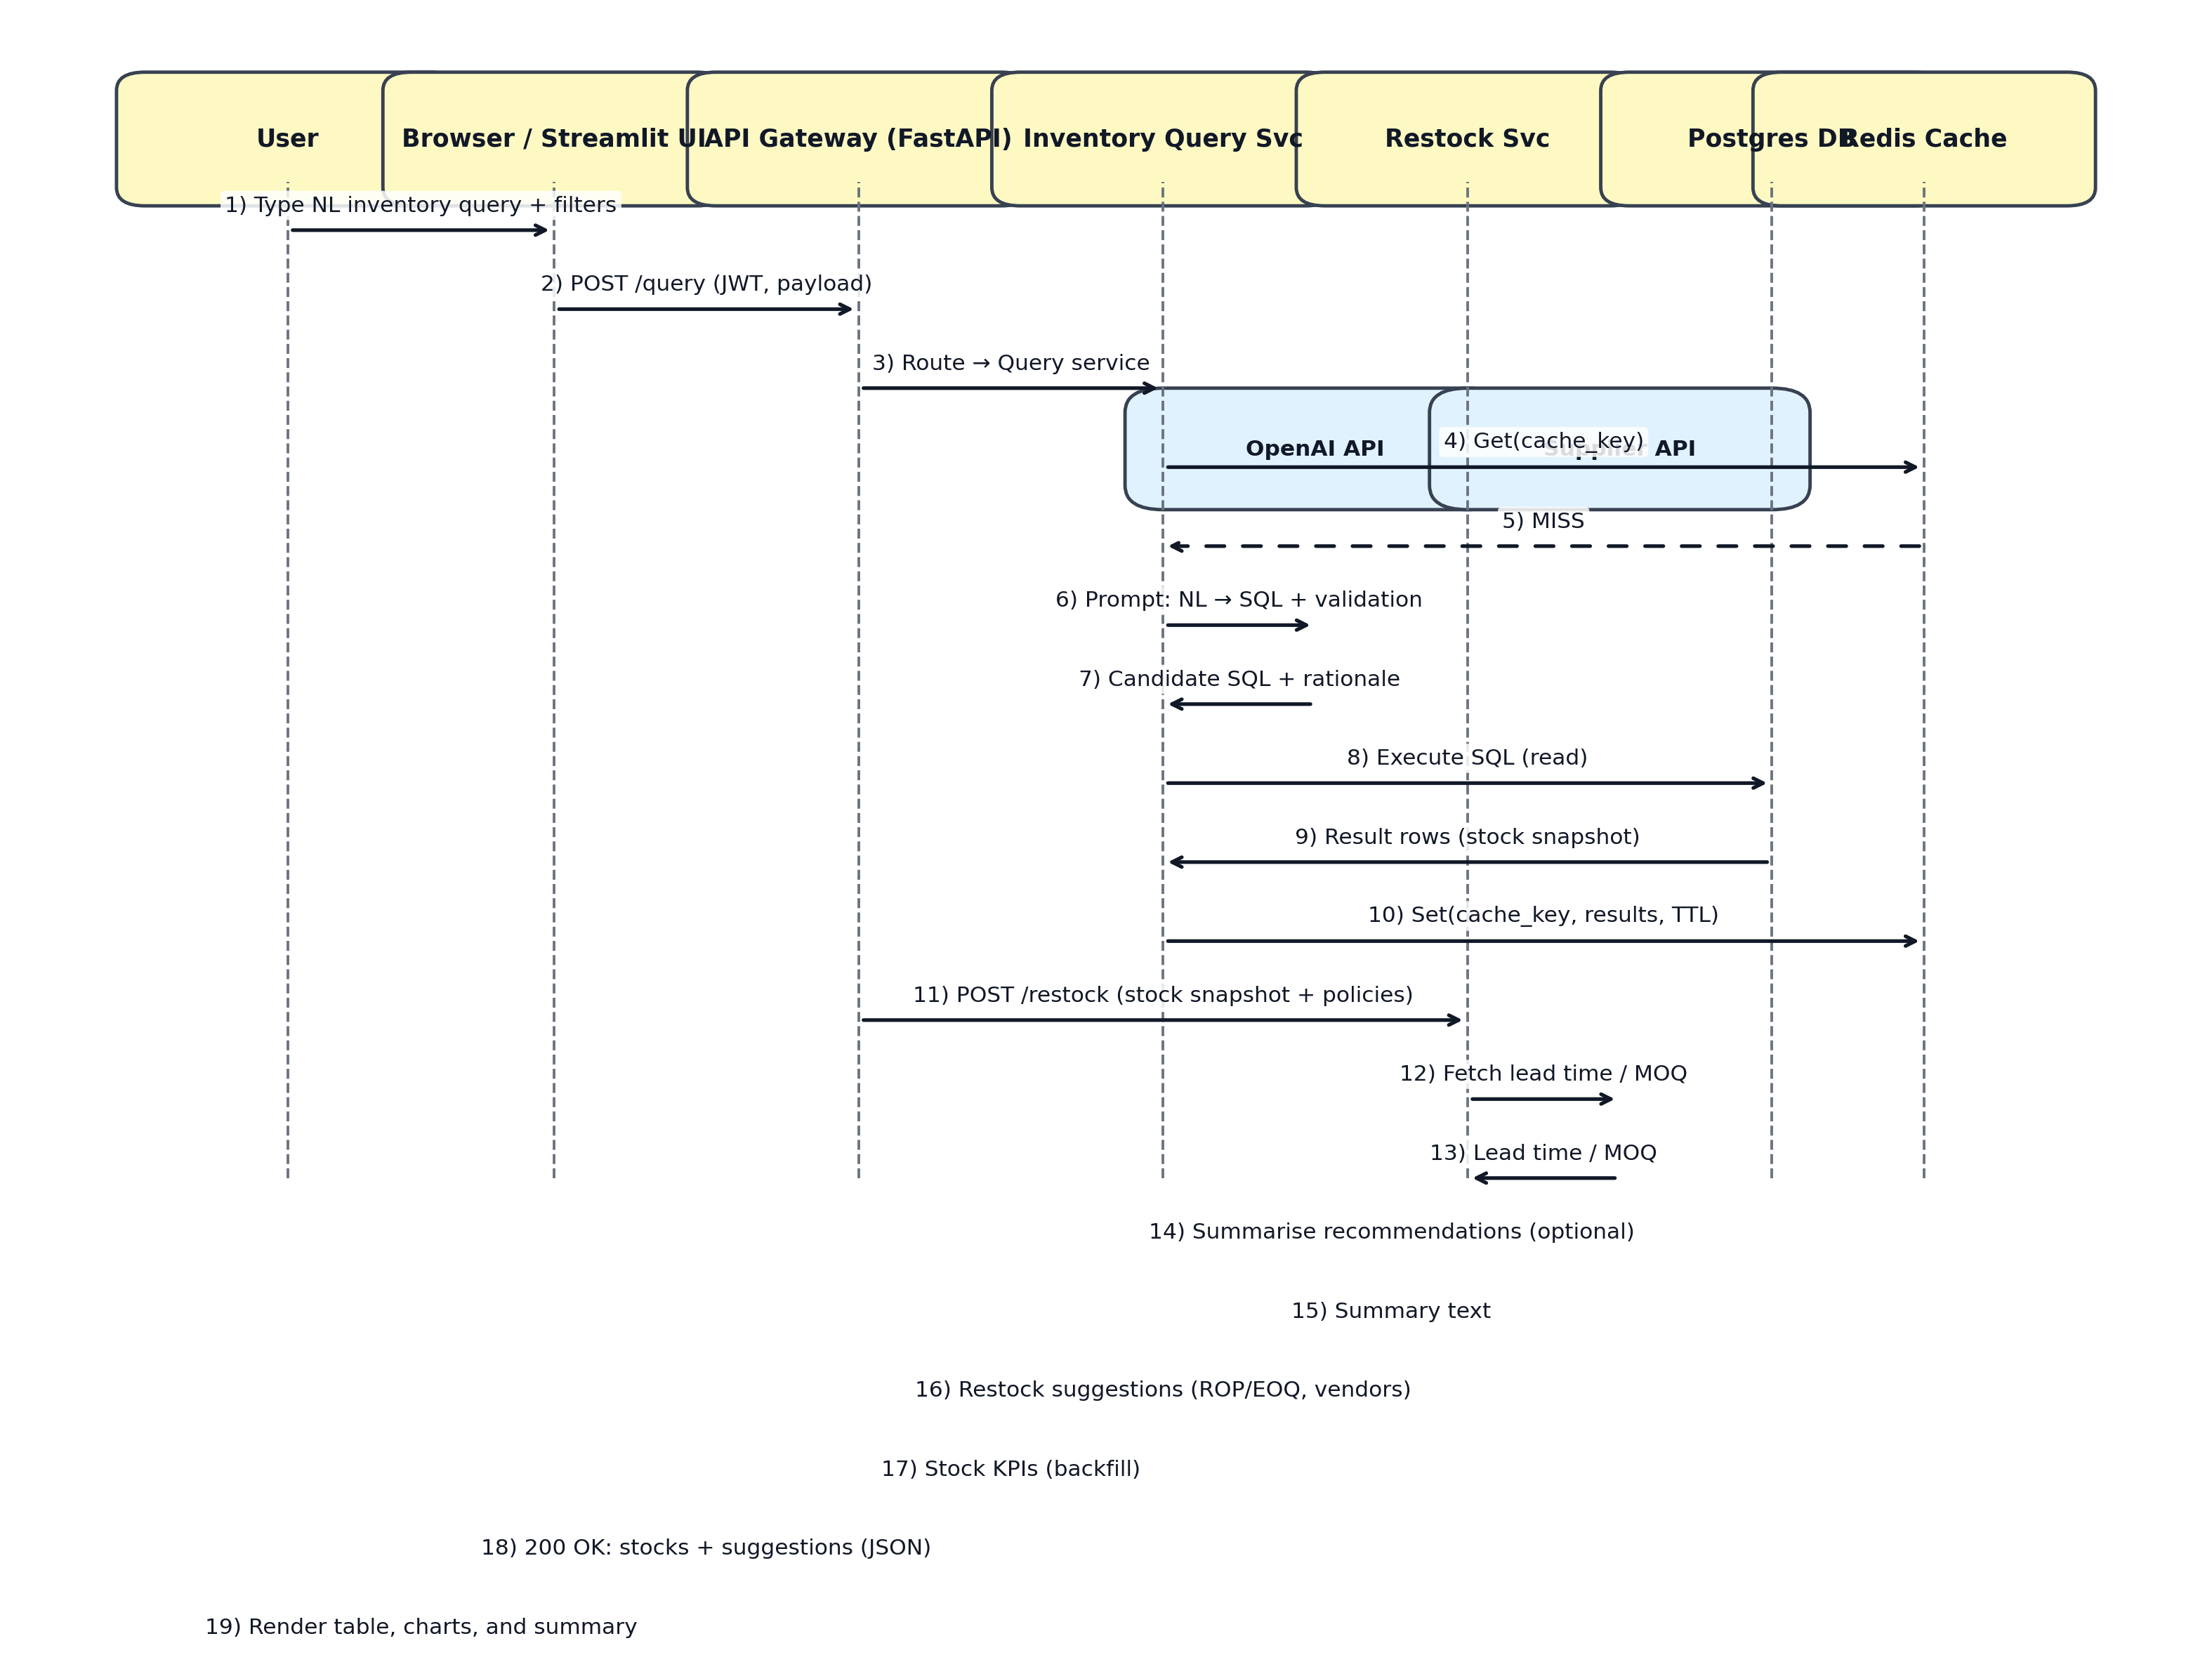 User
Browser / Streamlit UI
API Gateway (FastAPI)
Inventory Query Svc
Restock Svc
Postgres DB
Redis Cache
1) Type NL inventory query + filters
2) POST /query (JWT, payload)
3) Route → Query service
OpenAI API
4) Get(cache_key)
Supplier API
5) MISS
6) Prompt: NL → SQL + validation
7) Candidate SQL + rationale
8) Execute SQL (read)
9) Result rows (stock snapshot)
10) Set(cache_key, results, TTL)
11) POST /restock (stock snapshot + policies)
12) Fetch lead time / MOQ
13) Lead time / MOQ
14) Summarise recommendations (optional)
15) Summary text
16) Restock suggestions (ROP/EOQ, vendors)
17) Stock KPIs (backfill)
18) 200 OK: stocks + suggestions (JSON)
19) Render table, charts, and summary